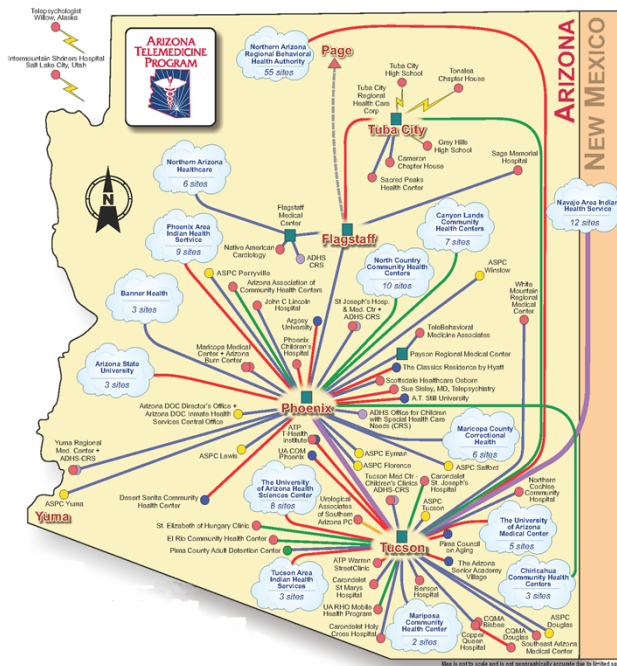 Telepsychologist
Willow, Alaska
Intermountain Shriners Hospital
Salt Lake City, Utah
ARIZONA
TELEMEDICINE
PROGRAM
Northern Arizona
Regional Behavioral
Health Authority
55 sites
Page
Tuba City
High School
Tonalea
Chapter House
Tuba City
Regional Health Care
Corp
Tuba City
Grey Hills
High School
Cameron
Chapter House
Sacred Peaks
Health Center
Sage Memorial
Hospital
ARIZONA
NEW MEXICO
N
Northern Arizona
Healthcare
6 sites
Flagstaff
Medical
Center
Flagstaff
Native American
Cardiology
ADHS
CRS
Canyon Lands
Community
Health Centers
7 sites
Navajo Area Indian
Health Service
12 sites
Phoenix Area
Indian Health
Sertvice
9 sites
North Country
Community Health
Centers
10 sites
ASPC
Winslow
White
Mountain
Regional
Medical
Center
ASPC Perryville
Arizona Association of
Community Health Centers
John C Lincoln
Hospital
St Joseph's Hosp.
& Med. Ctr +
ADHS-CRS
Banner Health
3 sites
Argosy
University
Phoenix
Children's
Hospital
Maricopa Medical
Center + Arizona
Burn Center
TeleBehavioral
Medicine Associates
Payson Regional Medical Center
The Classics Residence by Hyatt
Scottsdale Healthcare Osborn
Sue Sisley, MD, Telepsychiatry
A.T. Still University
Arizona State
University
3 sites
Phoenix
Arizona DOC Director's Office +
Arizona DOC Inmate Health
Services Central Office
ADHS Office for Children
with Special Health Care
Needs (CRS)
Maricopa County
Correctional
Health
6 sites
ATP
T-Health
Institute
UA COM
Phoenix
Yuma Regional
Med. Center +
ADHS-CRS
ASPC Lewis
ASPC Eyman
ASPC Florence
ASPC Safford
Tucson Med Ctr -
Children's Clinics
ADHS-CRS
Carondelet
St. Joseph's
Hospital
Northern
Cochise
Community
Hospital
ASPC Yuma
Yuma
Desert Senita Community
Health Center
The University
of Arizona Health
Sciences Center
8 sites
Urological
Associates
of Southern
Arizona PC
ASPC
Tucson
St. Elizabeth of Hungary Clinic
El Rio Community Health Center
Pima County Adult Detention Center
Tucson
The University
of Arizona
Medical Center
5 sites
Pima Council
on Aging
The Arizona
Senior Academy
Village
Tucson Area
Indian Health
Services
3 sites
ATP Warren
Street Clinic
Carondelet
St Marys
Hospital
UA RHO Mobile
Health Program
Carondelet Holy
Cross Hospital
Benson
Hospital
Mariposa
Community
Health Center
2 sites
CQMA
Bisbee
Copper
Queen
Hospital
CQMA
Douglas
ASPC
Douglas
Southeast Arizona
Medical Center
Chiricahua
Community Health
Centers
3 sites
Map is not to scale and is not geographically accurate due to limited